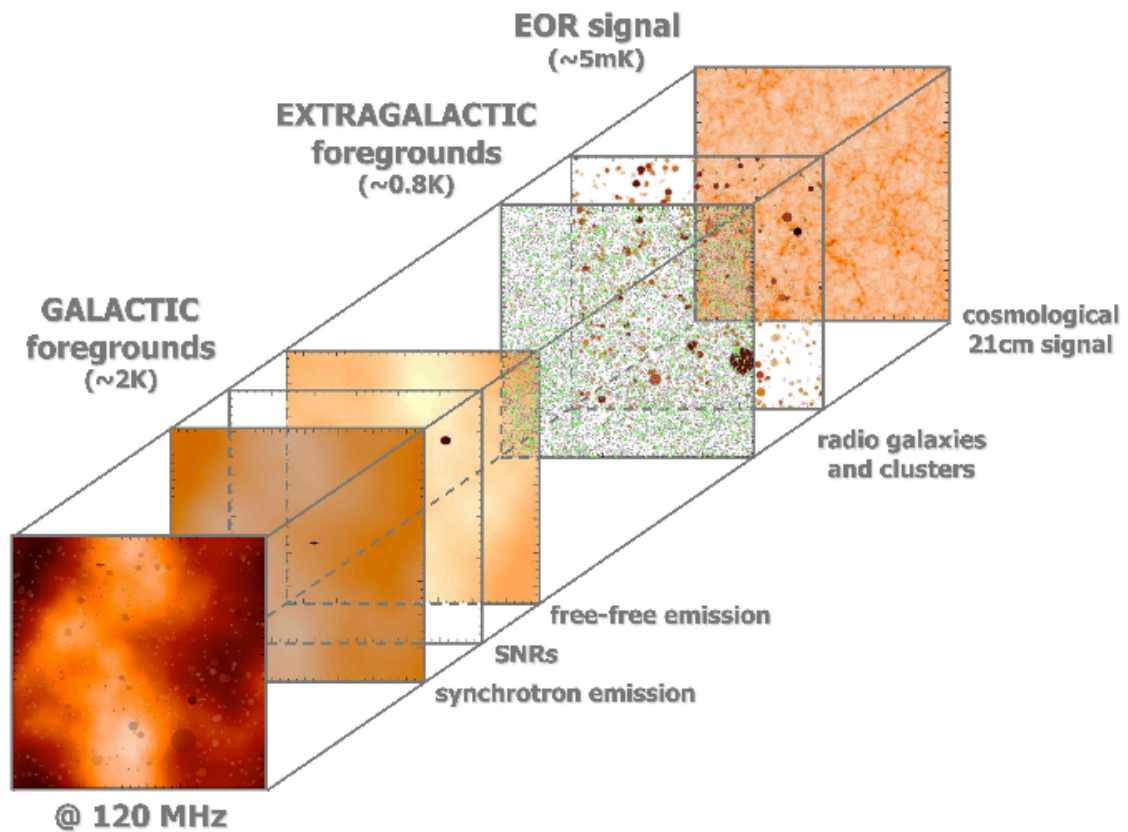 EOR signal
(~5mK)
EXTRAGALACTIC
foregrounds
(~0.8K)
GALACTIC
foregrounds
(~2K)
cosmological
21cm signal
radio galaxies
and clusters
free-free emission
SNRs
synchrotron emission
@ 120 MHz